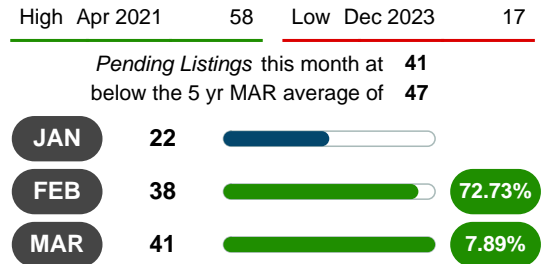 High Apr 2021 58 Low Dec 2023 17
Pending Listings this month at 41
below the 5 yr MAR average of 47
JAN 22
FEB 38 72.73%
MAR 41 7.89%